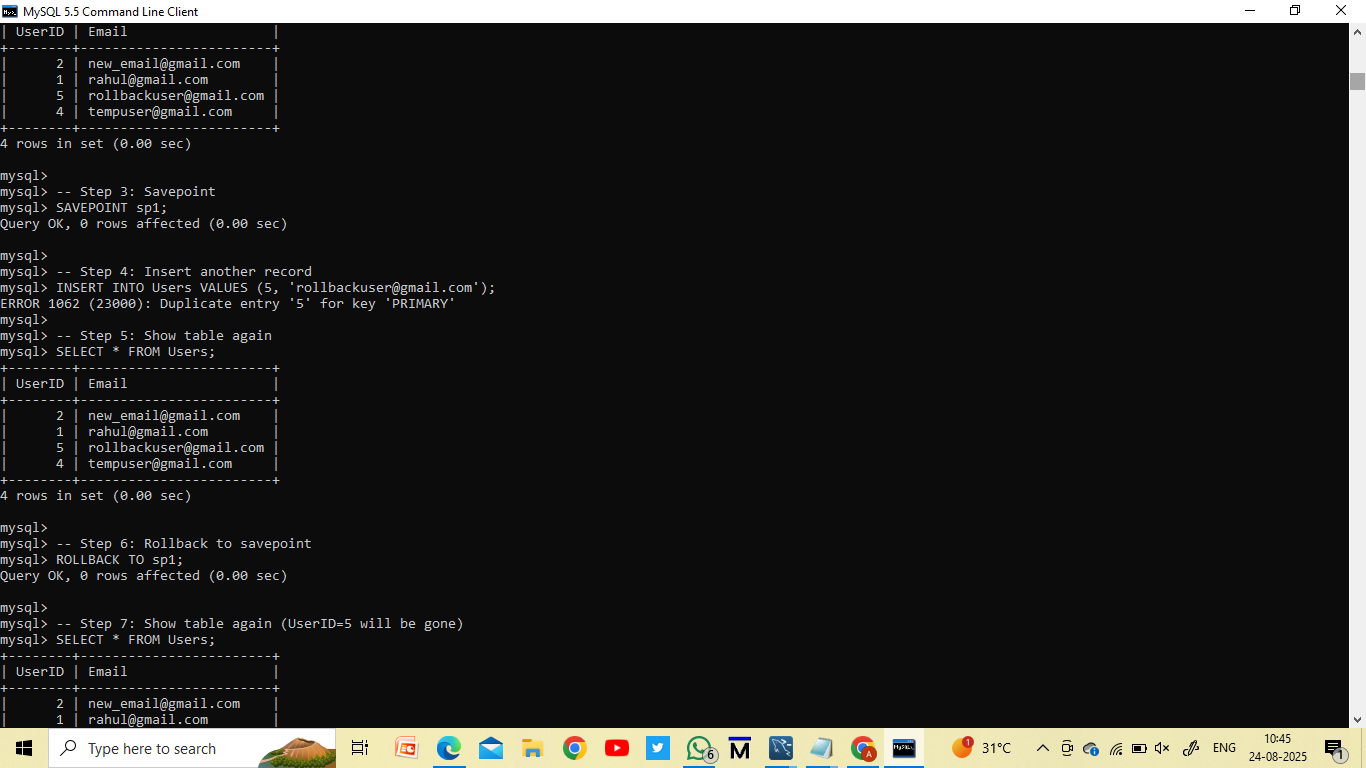 MySQL 5.5 Command Line Client
| UserID | Email                  |
+--------+------------------------+
|      2 | new_email@gmail.com    |
|      1 | rahul@gmail.com        |
|      5 | rollbackuser@gmail.com |
|      4 | tempuser@gmail.com     |
+--------+------------------------+
4 rows in set (0.00 sec)
mysql>
mysql> -- Step 3: Savepoint
mysql> SAVEPOINT sp1;
Query OK, 0 rows affected (0.00 sec)
mysql>
mysql> -- Step 4: Insert another record
mysql> INSERT INTO Users VALUES (5, 'rollbackuser@gmail.com');
ERROR 1062 (23000): Duplicate entry '5' for key 'PRIMARY'
mysql>
mysql> -- Step 5: Show table again
mysql> SELECT * FROM Users;
+--------+------------------------+
| UserID | Email                  |
+--------+------------------------+
|      2 | new_email@gmail.com    |
|      1 | rahul@gmail.com        |
|      5 | rollbackuser@gmail.com |
|      4 | tempuser@gmail.com     |
+--------+------------------------+
4 rows in set (0.00 sec)
mysql>
mysql> -- Step 6: Rollback to savepoint
mysql> ROLLBACK TO sp1;
Query OK, 0 rows affected (0.00 sec)
mysql>
mysql> -- Step 7: Show table again (UserID=5 will be gone)
mysql> SELECT * FROM Users;
+--------+------------------------+
| UserID | Email                  |
+--------+------------------------+
|      2 | new_email@gmail.com    |
|      1 | rahul@gmail.com        |
Type here to search
6
M
A
1
31°C
ENG
10:45
24-08-2025
1